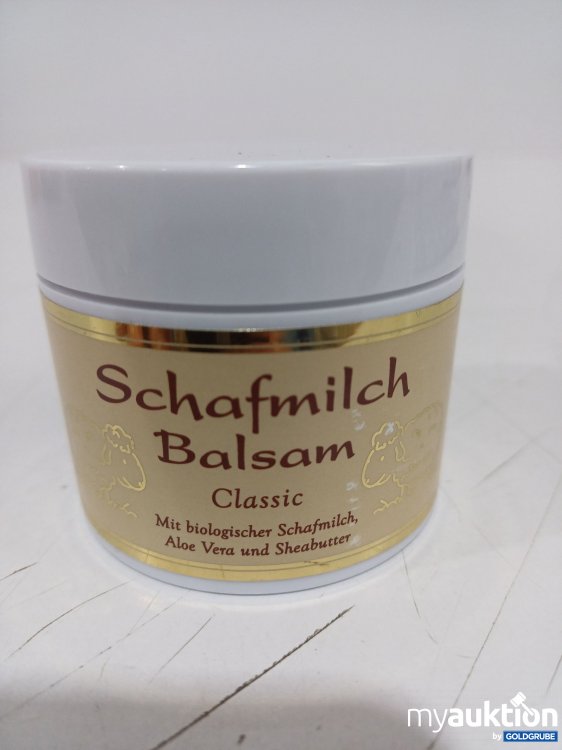 Schafmilch
Balsam
Classic
Mit biologischer Schafmilch,
Aloe Vera und Sheabutter
myauktion
by GOLDGRUBE